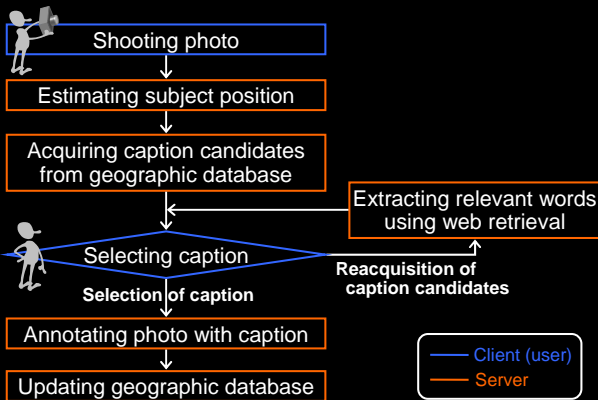 Shooting photo
Estimating subject position
Acquiring caption candidates
from geographic database
Extracting relevant words
using web retrieval
Selecting caption
Reacquisition of
caption candidates
Selection of caption
Annotating photo with caption
Updating geographic database
Client (user)
Server